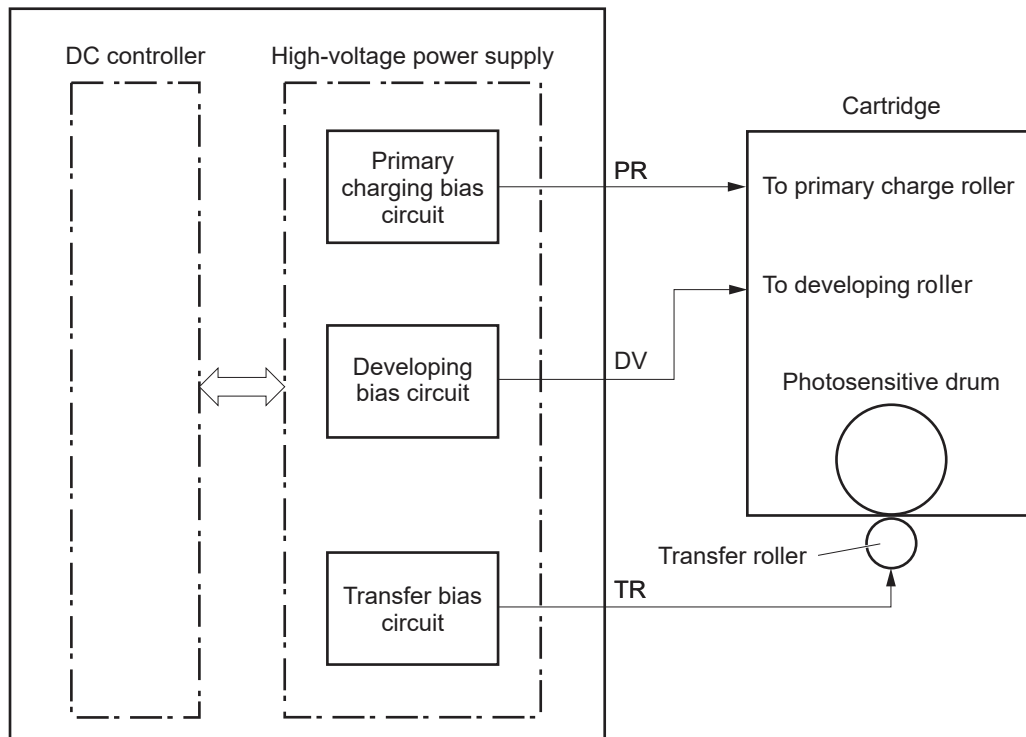 DC controller
High-voltage power supply
Cartridge
Primary
charging bias
circuit
PR
To primary charge roller
To developing roller
Developing
bias circuit
DV
Photosensitive drum
Transfer roller
Transfer bias
circuit
TR